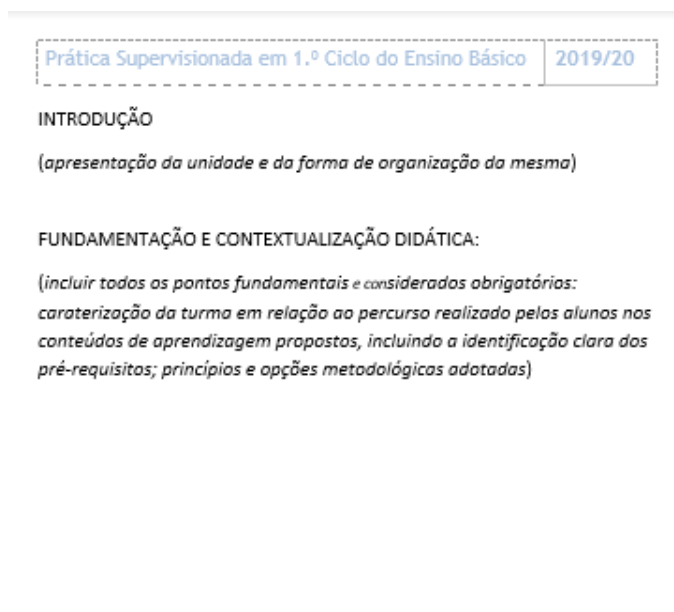 Prática Supervisionada em 1.º Ciclo do Ensino Básico 2019/20
INTRODUÇÃO
(apresentação da unidade e da forma de organização da mesma)
FUNDAMENTAÇÃO E CONTEXTUALIZAÇÃO DIDÁTICA:
(incluir todos os pontos fundamentais e considerados obrigatórios:
caraterização da turma em relação ao percurso realizado pelos alunos nos
conteúdos de aprendizagem propostos, incluindo a identificação clara dos
pré-requisitos; princípios e opções metodológicas adotadas)